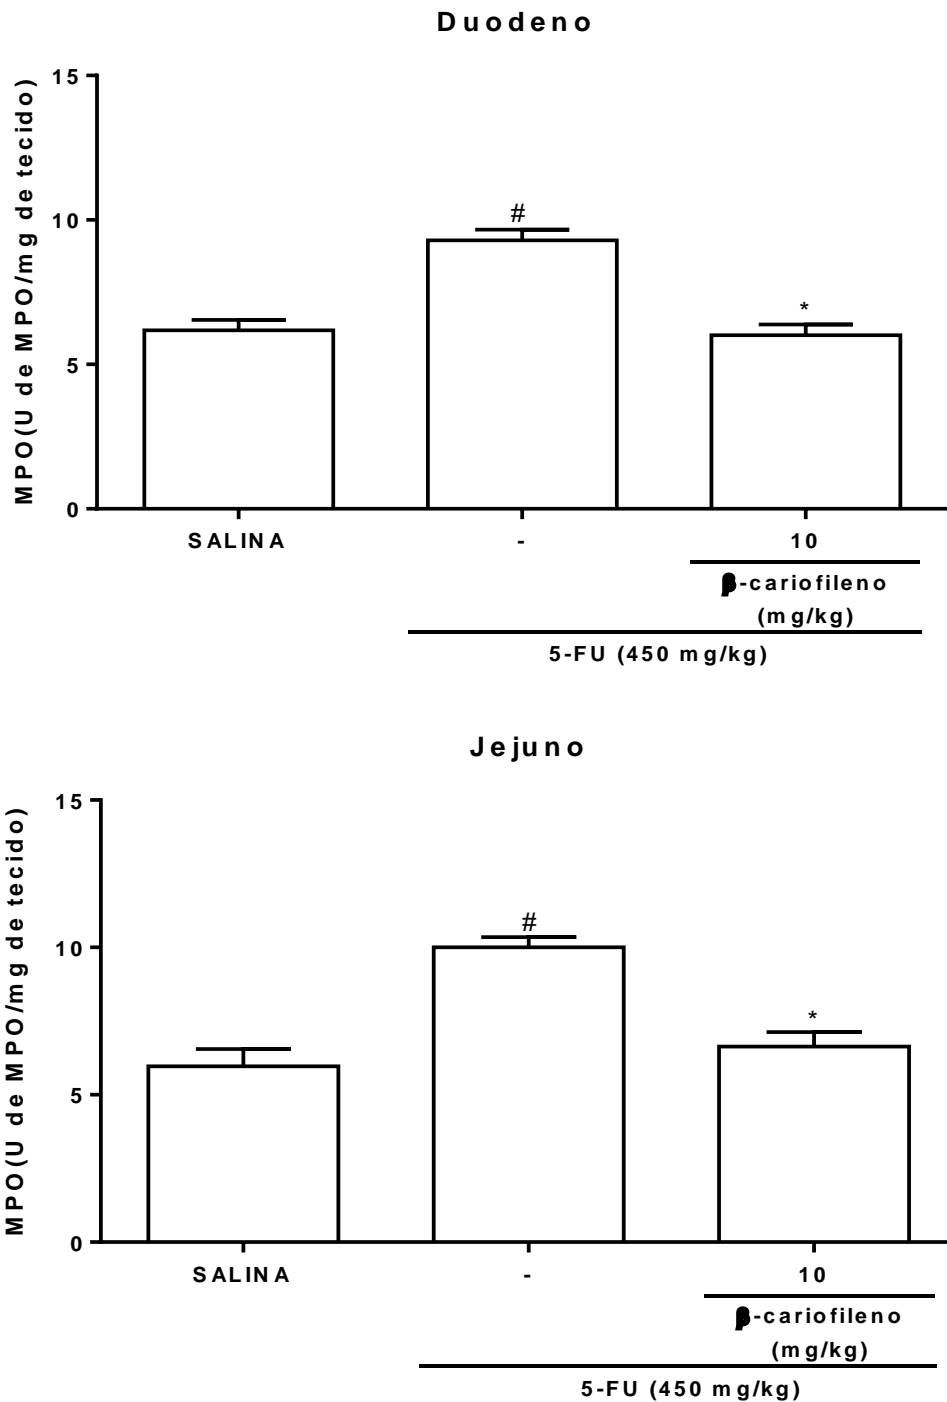 Duodeno
MPO(U de MPO/mg de tecido)
15
10
5
0
#
*
SALINA
-
10
β-cariofileno
(mg/kg)
5-FU (450 mg/kg)
Jejuno
MPO(U de MPO/mg de tecido)
15
10
5
0
#
*
SALINA
-
10
β-cariofileno
(mg/kg)
5-FU (450 mg/kg)